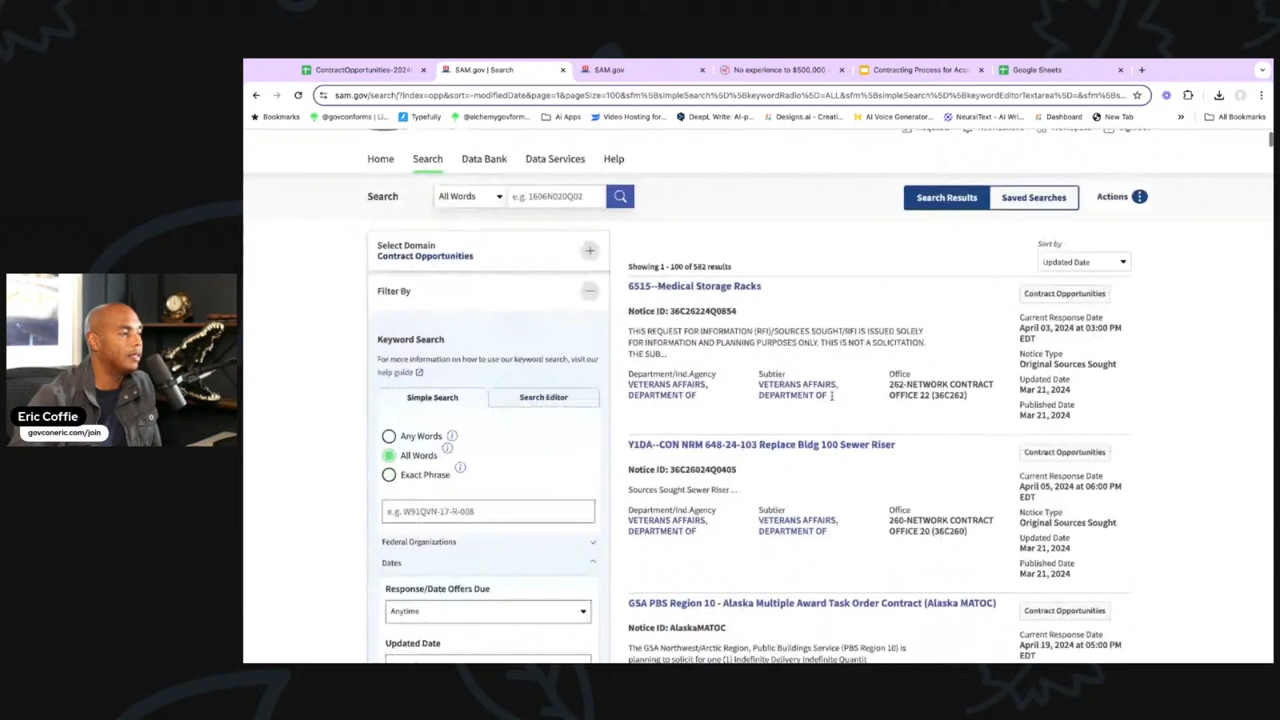 ContractOpportunities-2024
SAM.gov | Search
SAM.gov
No experience to $500,000
Contracting Process for Acq
Google Sheets
sam.gov/search/?index=opp&sort=-modifiedDate&page=1&pageSize=100&sfm%5BsimpleSearch%5D%5BkeywordRadio%5D=ALL&sfm%5BsimpleSearch%5D%5BkeywordEditorTextarea%5D=&sfm%5Bs...
Bookmarks
@govconforms | Li...
Typefully
@alchemygovform...
Ai Apps
Video Hosting for...
DeepL Write: AI-p...
Designs.ai - Creati...
AI Voice Generator...
NeuralText - AI Wri...
Dashboard
New Tab
»
All Bookmarks
Home
Search
Data Bank
Data Services
Help
Search
All Words
e.g. 1606N020Q02
Search Results
Saved Searches
Actions
Select Domain
Contract Opportunities
Filter By
Keyword Search
For more information on how to use our keyword search, visit our
help guide
Simple Search
Search Editor
Any Words
All Words
Exact Phrase
e.g. W91QVN-17-R-008
Federal Organizations
Dates
Response/Date Offers Due
Anytime
Updated Date
Sort by
Updated Date
Showing 1 - 100 of 582 results
6515--Medical Storage Racks
Notice ID: 36C26224Q0854
THIS REQUEST FOR INFORMATION (RFI)/SOURCES SOUGHT/RFI IS ISSUED SOLELY
FOR INFORMATION AND PLANNING PURPOSES ONLY. THIS IS NOT A SOLICITATION.
THE SUB...
Department/Ind.Agency
VETERANS AFFAIRS,
DEPARTMENT OF
Subtier
VETERANS AFFAIRS,
DEPARTMENT OF
Office
262-NETWORK CONTRACT
OFFICE 22 (36C262)
Contract Opportunities
Current Response Date
April 03, 2024 at 03:00 PM
EDT
Notice Type
Original Sources Sought
Updated Date
Mar 21, 2024
Published Date
Mar 21, 2024
Y1DA--CON NRM 648-24-103 Replace Bldg 100 Sewer Riser
Notice ID: 36C26024Q0405
Sources Sought Sewer Riser ...
Department/Ind.Agency
VETERANS AFFAIRS,
DEPARTMENT OF
Subtier
VETERANS AFFAIRS,
DEPARTMENT OF
Office
260-NETWORK CONTRACT
OFFICE 20 (36C260)
Contract Opportunities
Current Response Date
April 05, 2024 at 06:00 PM
EDT
Notice Type
Original Sources Sought
Updated Date
Mar 21, 2024
Published Date
Mar 21, 2024
GSA PBS Region 10 - Alaska Multiple Award Task Order Contract (Alaska MATOC)
Notice ID: AlaskaMATOC
The GSA Northwest/Arctic Region, Public Buildings Service (PBS Region 10) is
planning to solicit for one (1) Indefinite Delivery Indefinite Quantit
Contract Opportunities
Current Response Date
April 19, 2024 at 05:00 PM
EDT
Eric Coffie
govconeric.com/join